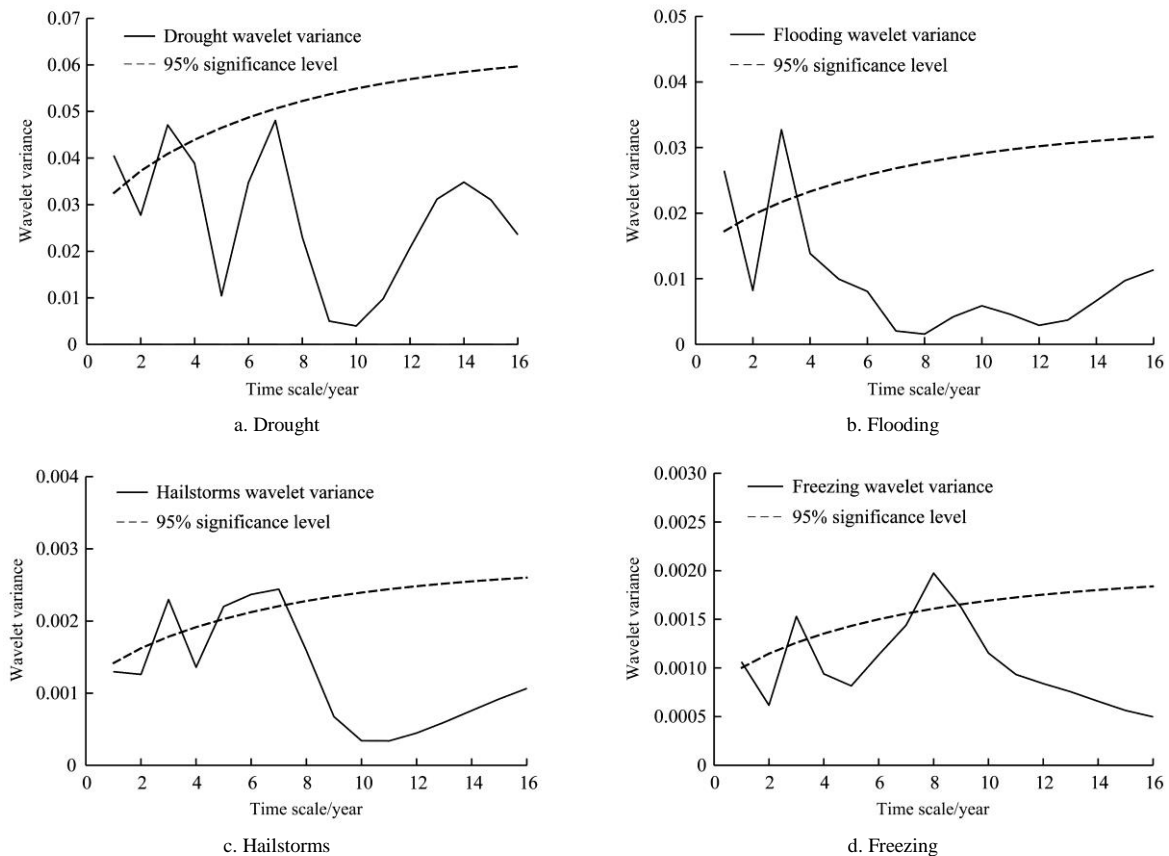 0.07
0.06
0.05
0.04
0.03
0.02
0.01
0
Wavelet variance
Drought wavelet variance
95% significance level
0 2 4 6 8 10 12 14 16
Time scale/year
a. Drought
0.05
0.04
0.03
0.02
0.01
0
Wavelet variance
Flooding wavelet variance
95% significance level
0 2 4 6 8 10 12 14 16
Time scale/year
b. Flooding
0.004
0.003
0.002
0.001
0
Wavelet variance
Hailstorms wavelet variance
95% significance level
0 2 4 6 8 10 12 14 16
Time scale/year
c. Hailstorms
0.0030
0.0025
0.0020
0.0015
0.0010
0.0005
0
Wavelet variance
Freezing wavelet variance
95% significance level
0 2 4 6 8 10 12 14 16
Time scale/year
d. Freezing